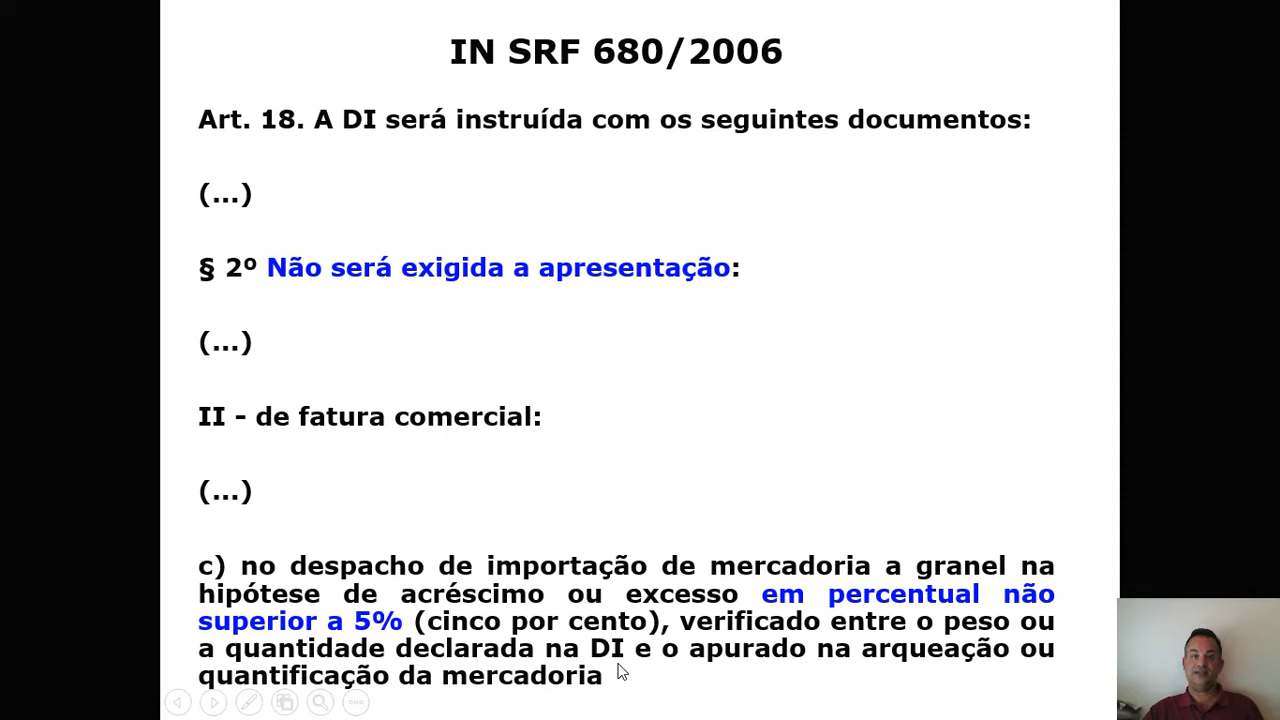 IN SRF 680/2006
Art. 18. A DI será instruída com os seguintes documentos:
(...)
§ 2º Não será exigida a apresentação:
(...)
II - de fatura comercial:
(...)
c) no despacho de importação de mercadoria a granel na
hipótese de acréscimo ou excesso em percentual não
superior a 5% (cinco por cento), verificado entre o peso ou
a quantidade declarada na DI e o apurado na arqueação ou
quantificação da mercadoria